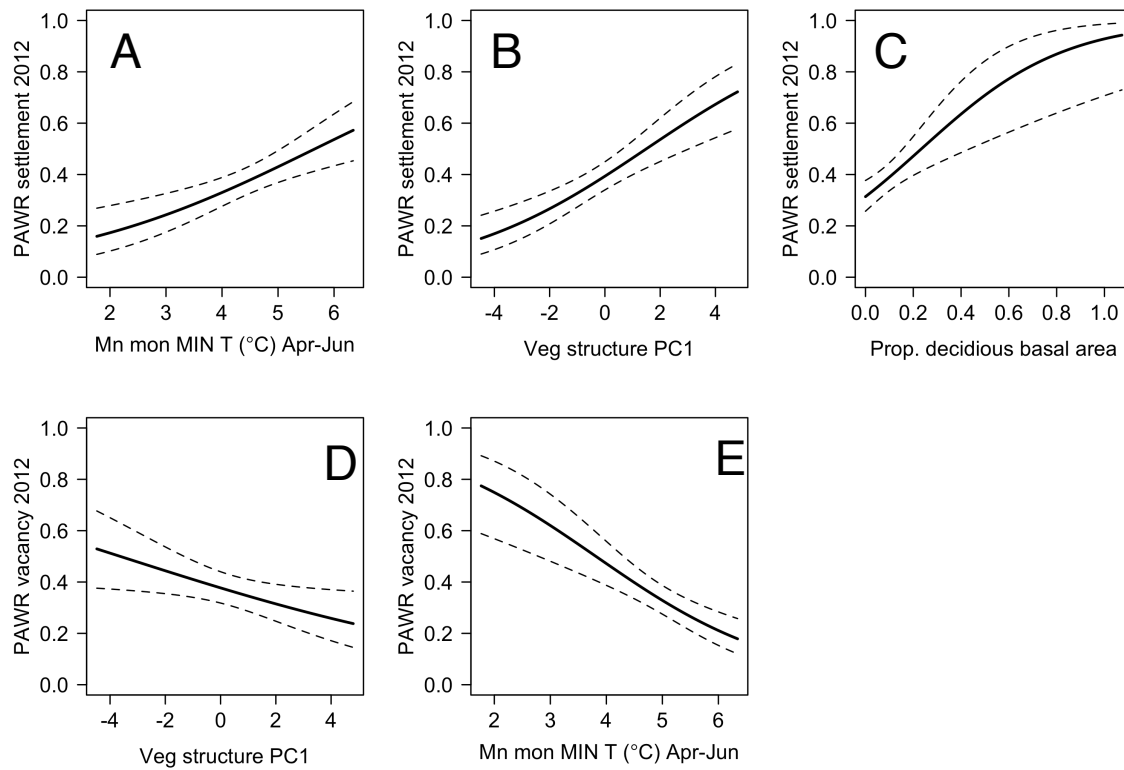 A
PAWR settlement 2012
1.0
0.8
0.6
0.4
0.2
0.0
2 3 4 5 6
Mn mon MIN T (°C) Apr-Jun
B
PAWR settlement 2012
1.0
0.8
0.6
0.4
0.2
0.0
-4 -2 0 2 4
Veg structure PC1
C
PAWR settlement 2012
1.0
0.8
0.6
0.4
0.2
0.0
0.0 0.2 0.4 0.6 0.8 1.0
Prop. decidious basal area
D
PAWR vacancy 2012
1.0
0.8
0.6
0.4
0.2
0.0
-4 -2 0 2 4
Veg structure PC1
E
PAWR vacancy 2012
1.0
0.8
0.6
0.4
0.2
0.0
2 3 4 5 6
Mn mon MIN T (°C) Apr-Jun